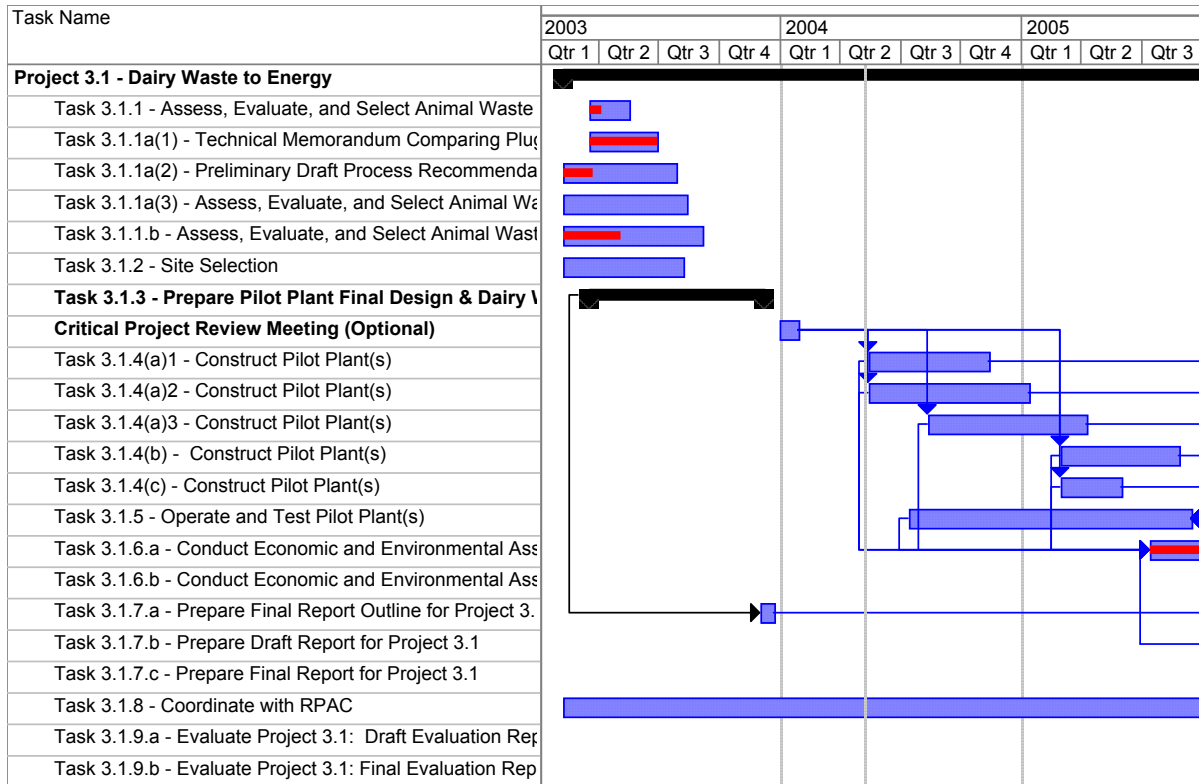 Task Name
2003 2004 2005
Qtr 1 Qtr 2 Qtr 3 Qtr 4 Qtr 1 Qtr 2 Qtr 3 Qtr 4 Qtr 1 Qtr 2 Qtr 3
Project 3.1 - Dairy Waste to Energy
Task 3.1.1 - Assess, Evaluate, and Select Animal Waste
Task 3.1.1a(1) - Technical Memorandum Comparing Plug
Task 3.1.1a(2) - Preliminary Draft Process Recommenda
Task 3.1.1a(3) - Assess, Evaluate, and Select Animal Wa
Task 3.1.1.b - Assess, Evaluate, and Select Animal Wast
Task 3.1.2 - Site Selection
Task 3.1.3 - Prepare Pilot Plant Final Design & Dairy W
Critical Project Review Meeting (Optional)
Task 3.1.4(a)1 - Construct Pilot Plant(s)
Task 3.1.4(a)2 - Construct Pilot Plant(s)
Task 3.1.4(a)3 - Construct Pilot Plant(s)
Task 3.1.4(b) -  Construct Pilot Plant(s)
Task 3.1.4(c) - Construct Pilot Plant(s)
Task 3.1.5 - Operate and Test Pilot Plant(s)
Task 3.1.6.a - Conduct Economic and Environmental Ass
Task 3.1.6.b - Conduct Economic and Environmental Ass
Task 3.1.7.a - Prepare Final Report Outline for Project 3.
Task 3.1.7.b - Prepare Draft Report for Project 3.1
Task 3.1.7.c - Prepare Final Report for Project 3.1
Task 3.1.8 - Coordinate with RPAC
Task 3.1.9.a - Evaluate Project 3.1:  Draft Evaluation Rep
Task 3.1.9.b - Evaluate Project 3.1: Final Evaluation Rep